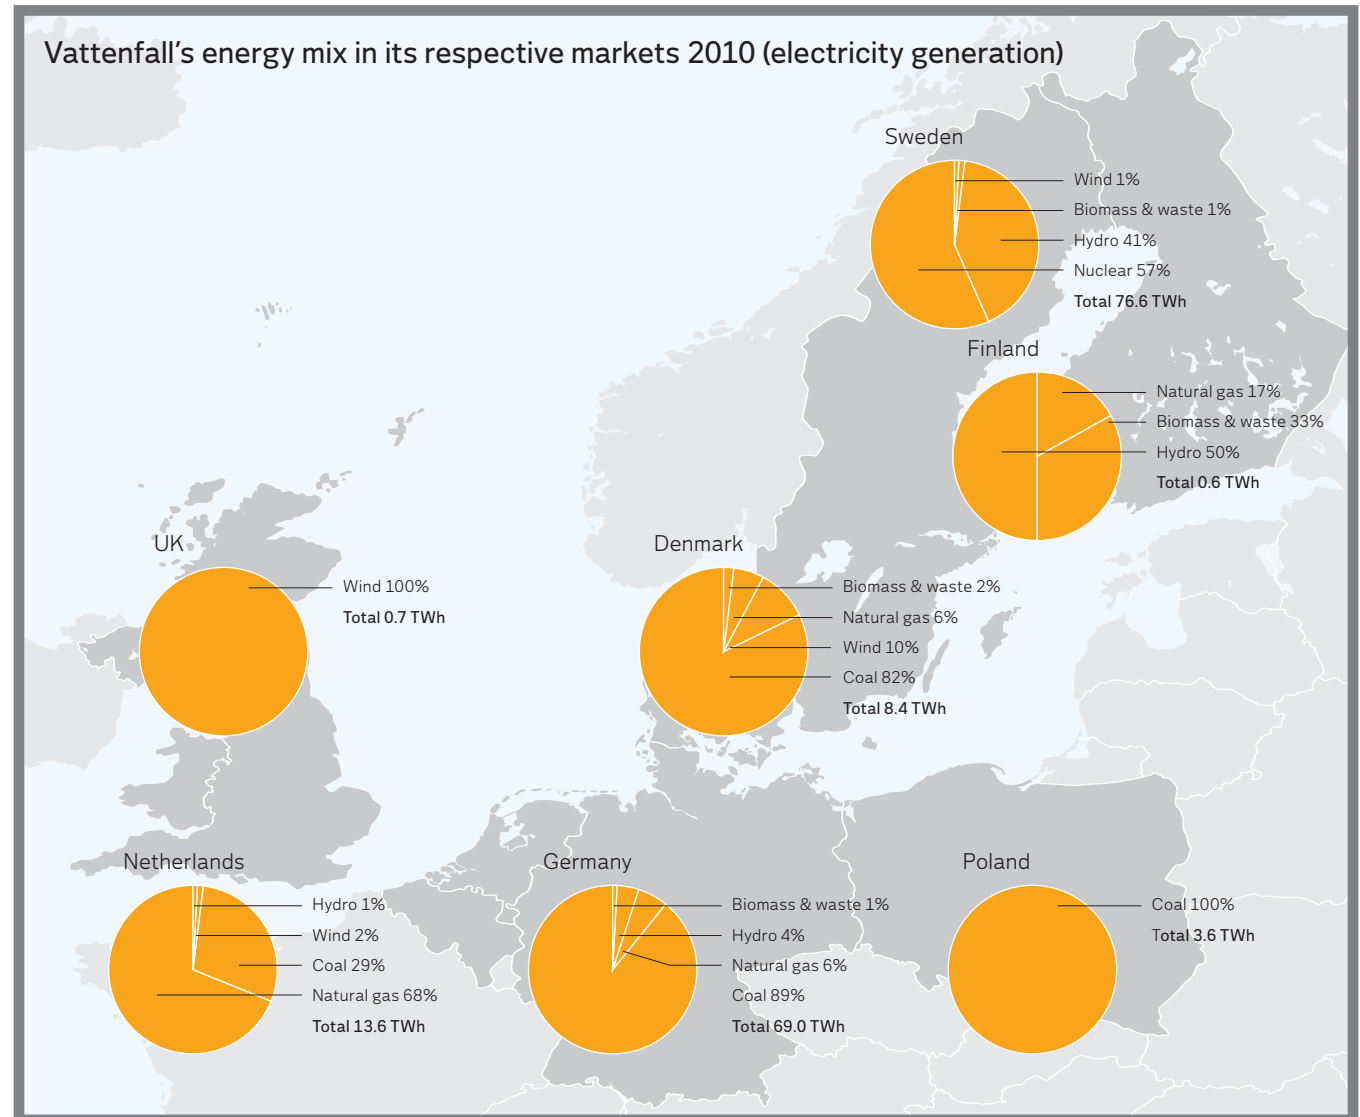 Vattenfall's energy mix in its respective markets 2010 (electricity generation)
Sweden
Wind 1%
Biomass & waste 1%
Hydro 41%
Nuclear 57%
Total 76.6 TWh
Finland
Natural gas 17%
Biomass & waste 33%
Hydro 50%
Total 0.6 TWh
UK
Wind 100%
Total 0.7 TWh
Denmark
Biomass & waste 2%
Natural gas 6%
Wind 10%
Coal 82%
Total 8.4 TWh
Netherlands
Hydro 1%
Wind 2%
Coal 29%
Natural gas 68%
Total 13.6 TWh
Germany
Biomass & waste 1%
Hydro 4%
Natural gas 6%
Coal 89%
Total 69.0 TWh
Poland
Coal 100%
Total 3.6 TWh